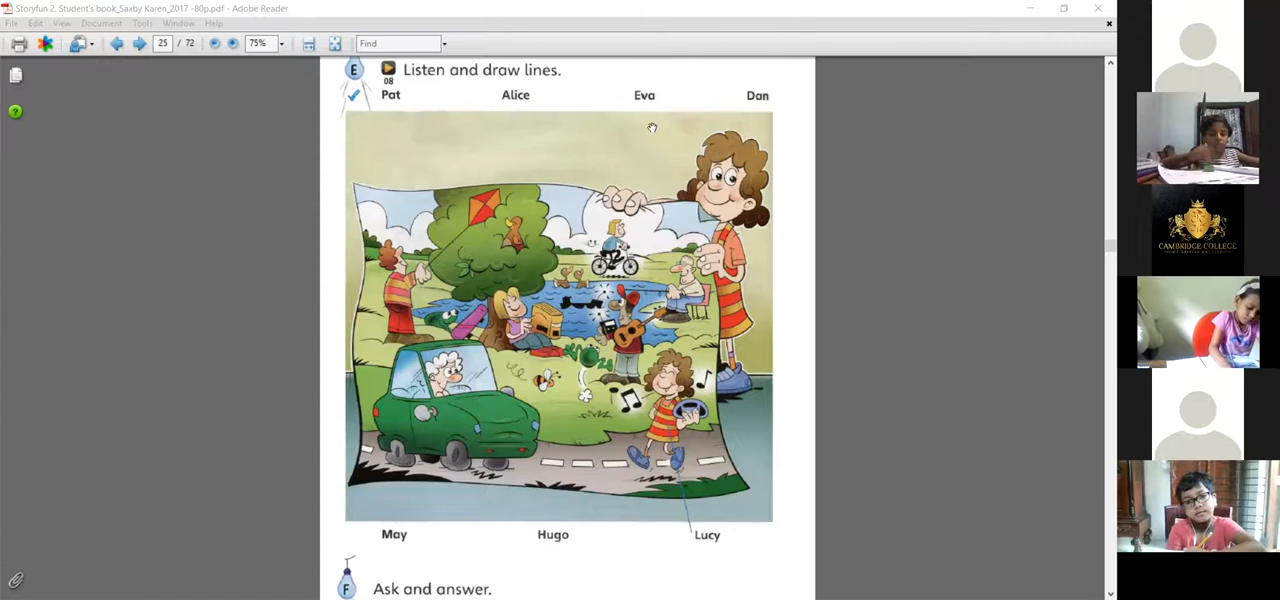 Storyfun 2. Student's book_Saxby Karen_2017 -80p.pdf - Adobe Reader
File Edit View Document Tools Window Help
25 / 72 75% Find
E 08 Listen and draw lines.
Pat Alice Eva Dan
May Hugo Lucy
F Ask and answer.
CAMBRIDGE COLLEGE